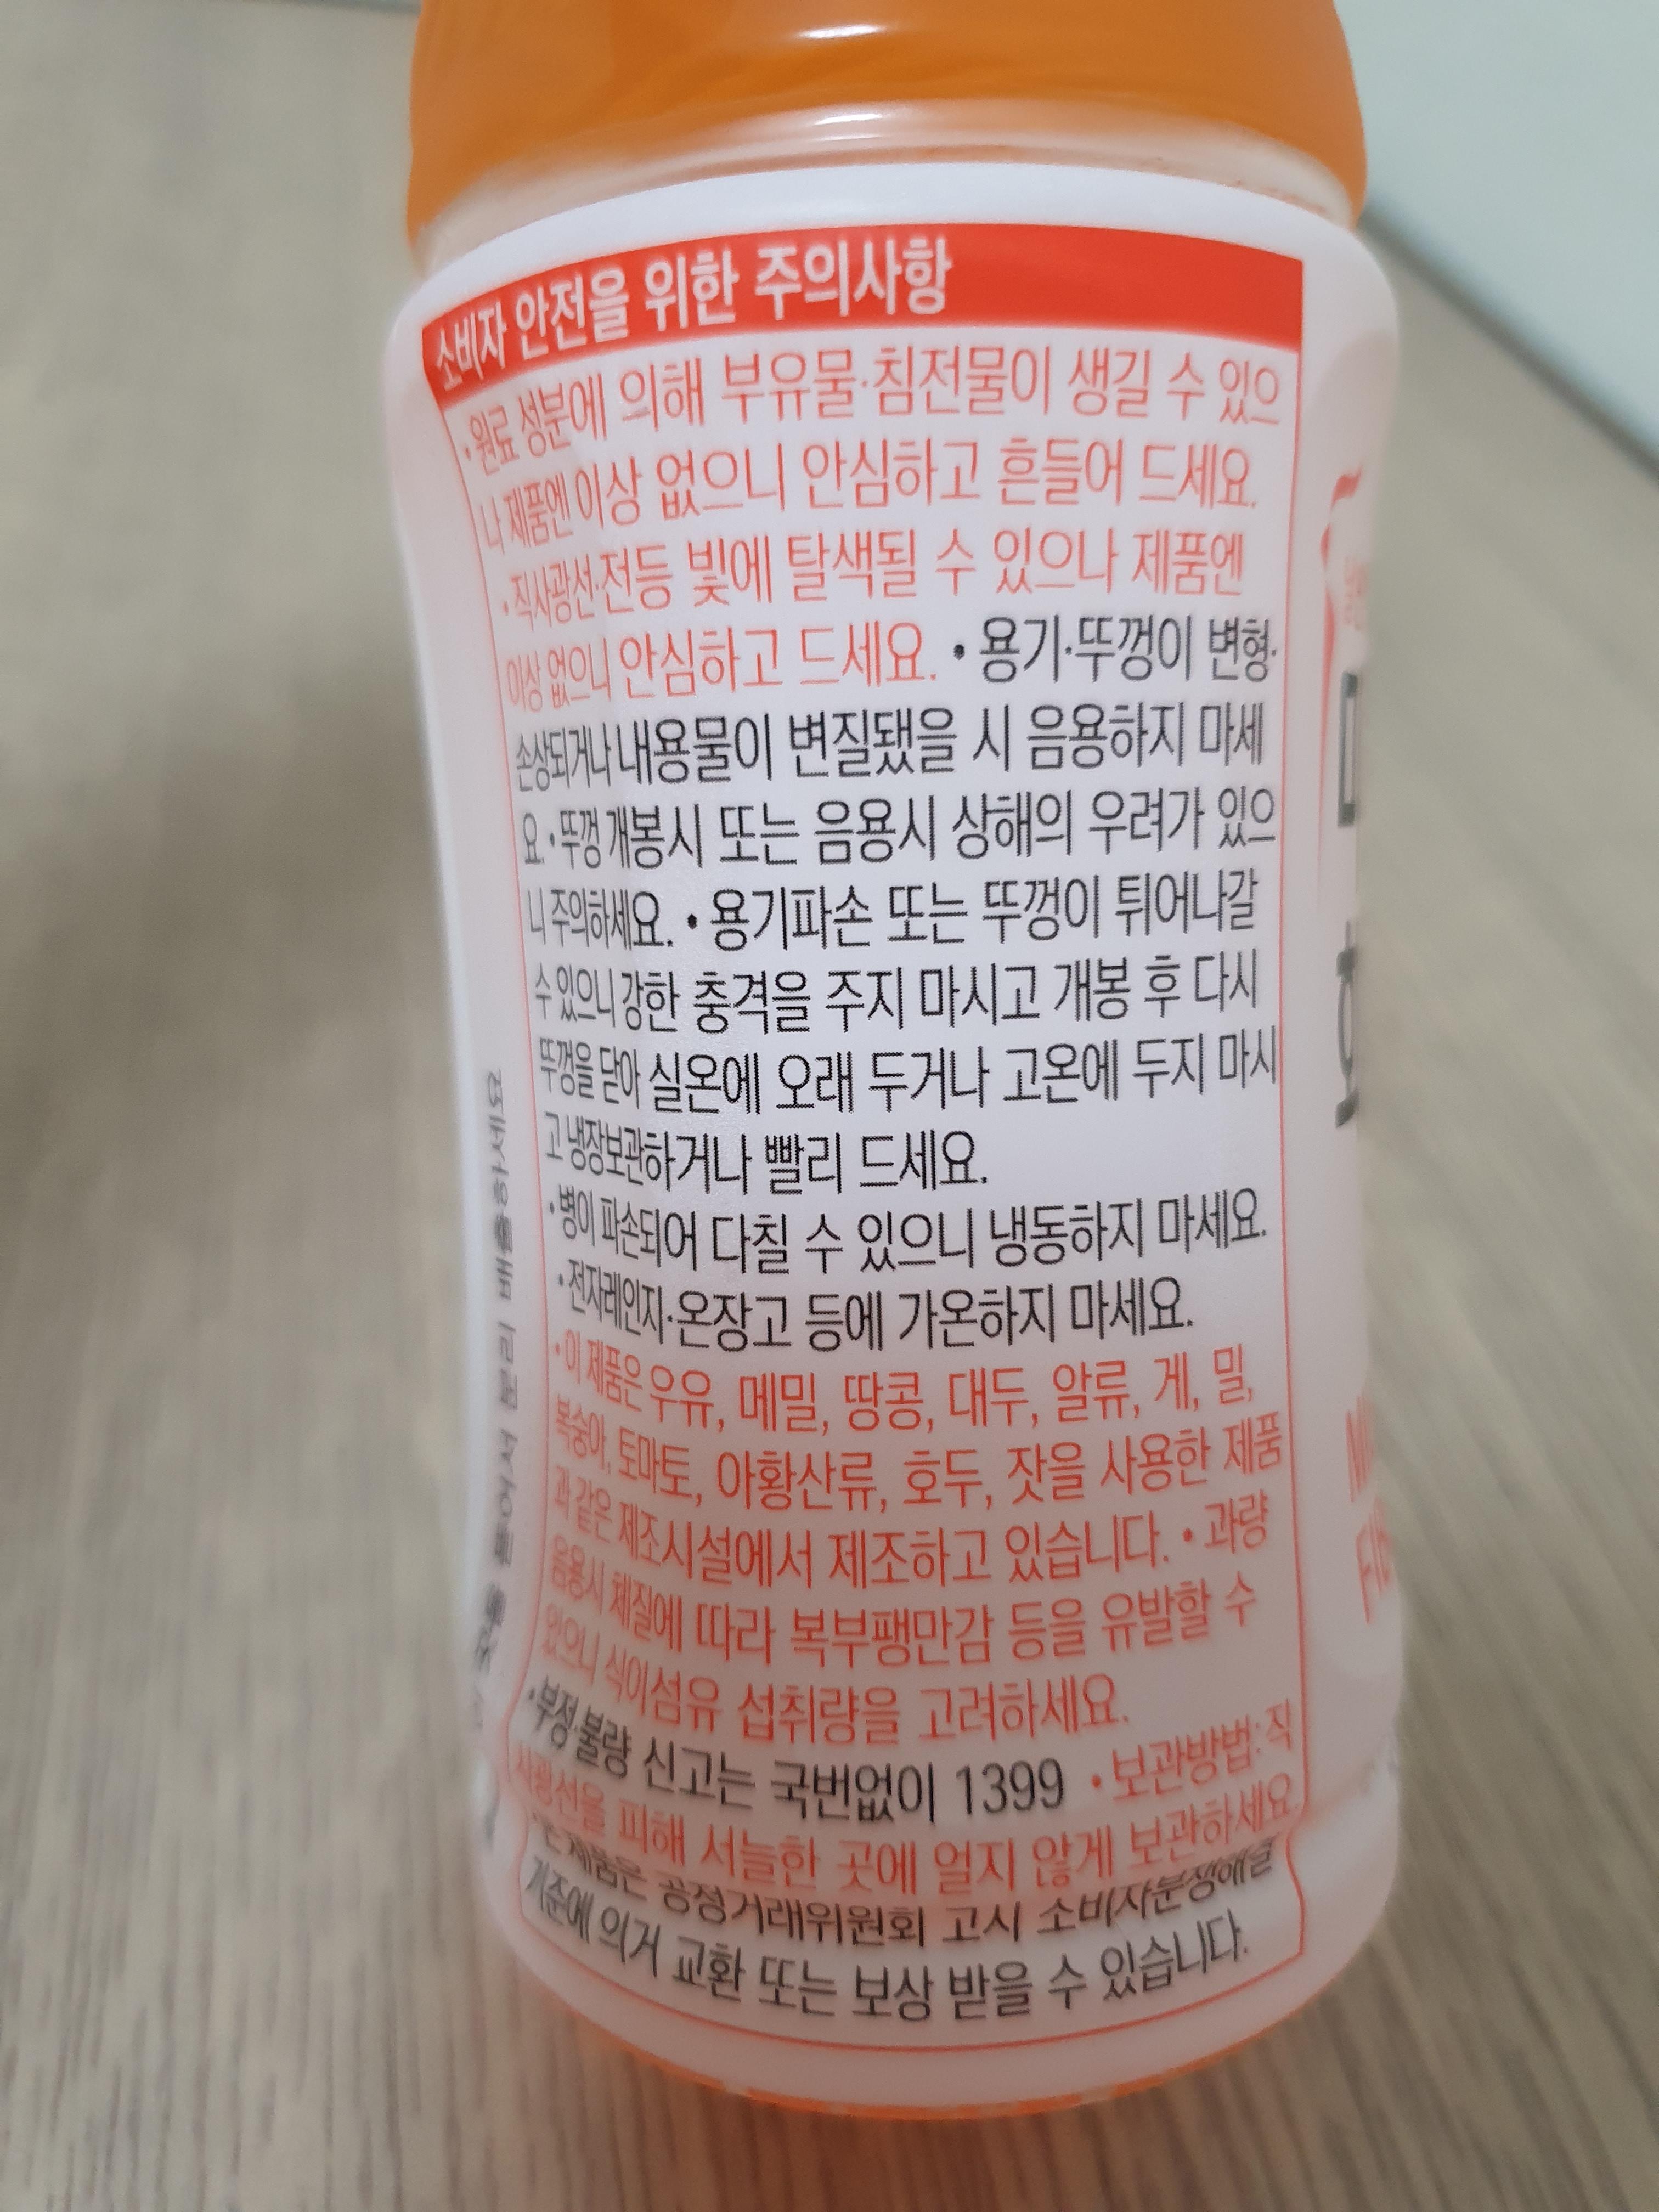 소비자 안전을 위한 주의사항
·원료 성분에 의해 부유물·침전물이 생길 수 있으
나 제품엔 이상 없으니 안심하고 흔들어 드세요.
·직사광선·전등 빛에 탈색될 수 있으나 제품엔
이상 없으니 안심하고 드세요. •용기·뚜껑이 변형·
손상되거나 내용물이 변질됐을 시 음용하지 마세
요. •뚜껑 개봉시 또는 음용시 상해의 우려가 있으
니 주의하세요. •용기파손 또는 뚜껑이 튀어나갈
수 있으니 강한 충격을 주지 마시고 개봉 후 다시
뚜껑을 닫아 실온에 오래 두거나 고온에 두지 마시
고 냉장보관하거나 빨리 드세요.
·병이 파손되어 다칠 수 있으니 냉동하지 마세요.
·전자레인지·온장고 등에 가온하지 마세요.
·이 제품은 우유, 메밀, 땅콩, 대두, 알류, 게, 밀,
복숭아, 토마토, 아황산류, 호두, 잣을 사용한 제품
과 같은 제조시설에서 제조하고 있습니다. •과량
음용시 체질에 따라 복부팽만감 등을 유발할 수
있으니 식이섬유 섭취량을 고려하세요.
·부정·불량 신고는 국번없이 1399 •보관방법: 직
사광선을 피해 서늘한 곳에 얼지 않게 보관하세요.
제품은 공정거래위원회 고시 소비자분쟁해결
기준에 의거 교환 또는 보상 받을 수 있습니다.
분리 배출하세요